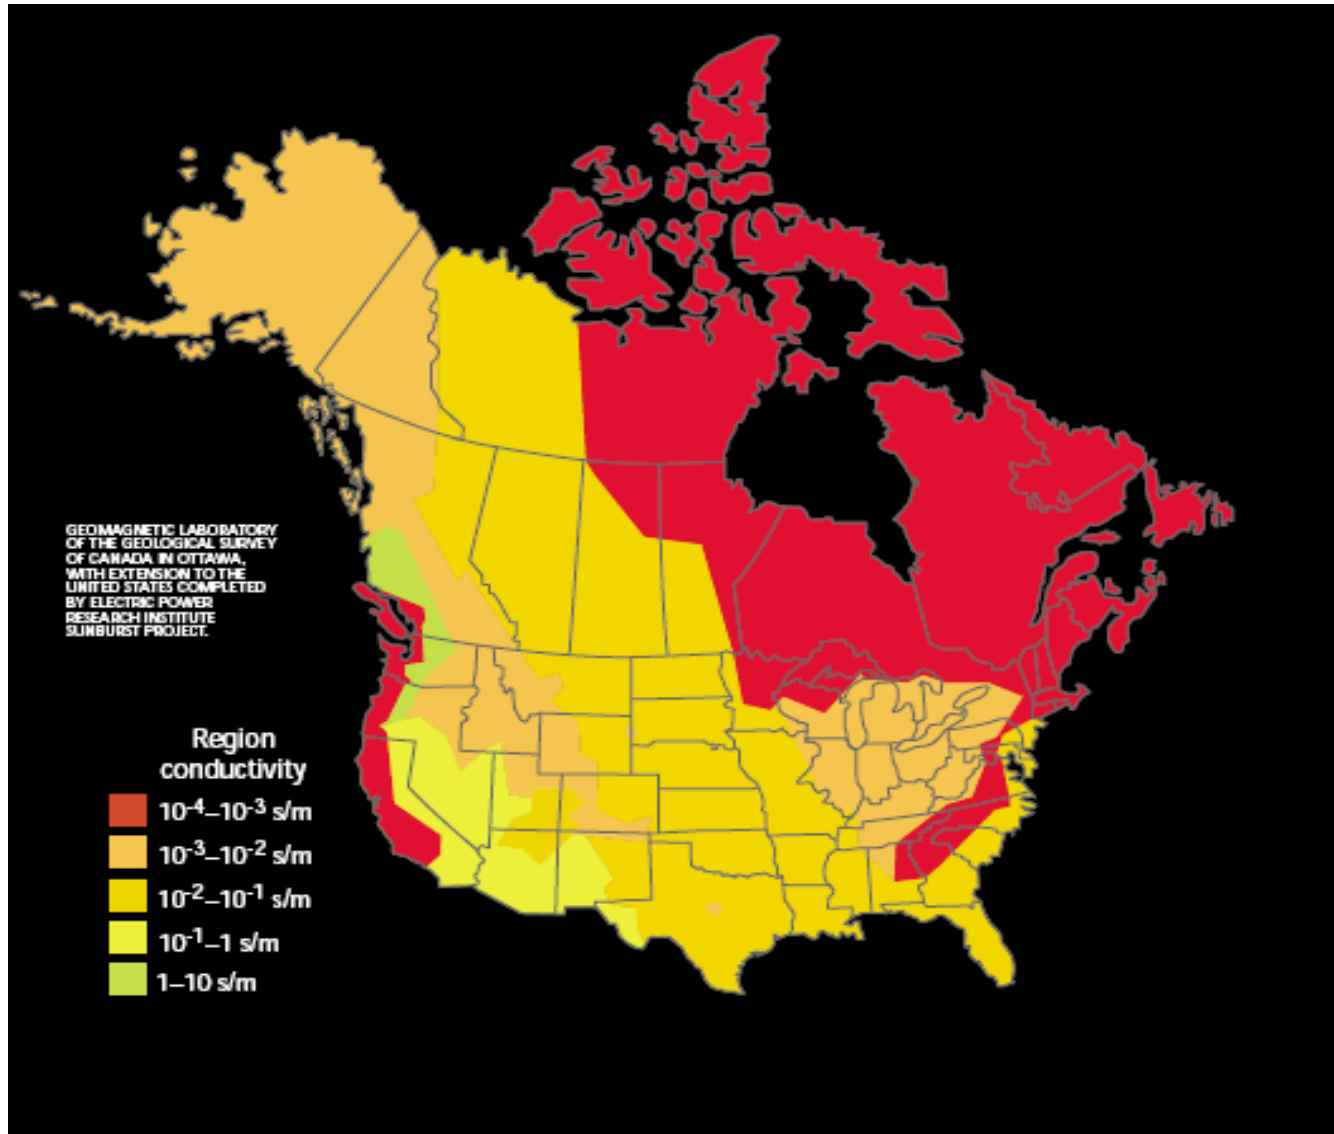 GEOMAGNETIC LABORATORY
OF THE GEOLOGICAL SURVEY
OF CANADA IN OTTAWA,
WITH EXTENSION TO THE
UNITED STATES COMPLETED
BY ELECTRIC POWER
RESEARCH INSTITUTE
SUNBURST PROJECT.
Region
conductivity
10⁻⁴–10⁻³ s/m
10⁻³–10⁻² s/m
10⁻²–10⁻¹ s/m
10⁻¹–1 s/m
1–10 s/m